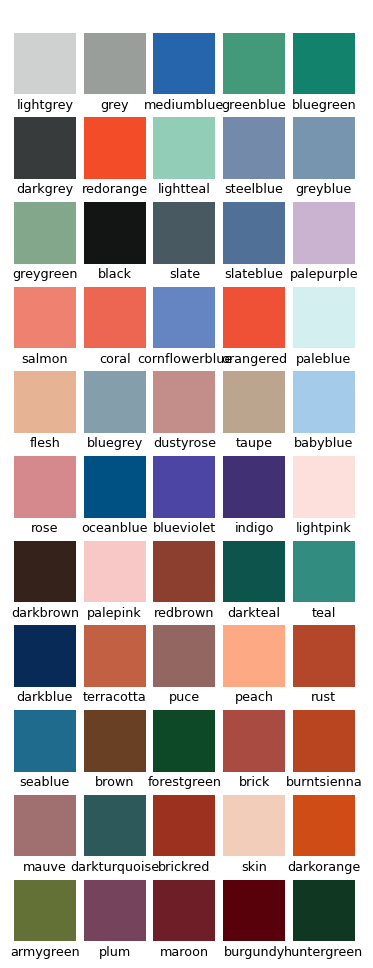 lightgrey grey mediumblue greenblue bluegreen
darkgrey redorange lightteal steelblue greyblue
greygreen black slate slateblue palepurple
salmon coral cornflowerblue orangered paleblue
flesh bluegrey dustyrose taupe babyblue
rose oceanblue blueviolet indigo lightpink
darkbrown palepink redbrown darkteal teal
darkblue terracotta puce peach rust
seablue brown forestgreen brick burntsienna
mauve darkturquoise brickred skin darkorange
armygreen plum maroon burgundy huntergreen